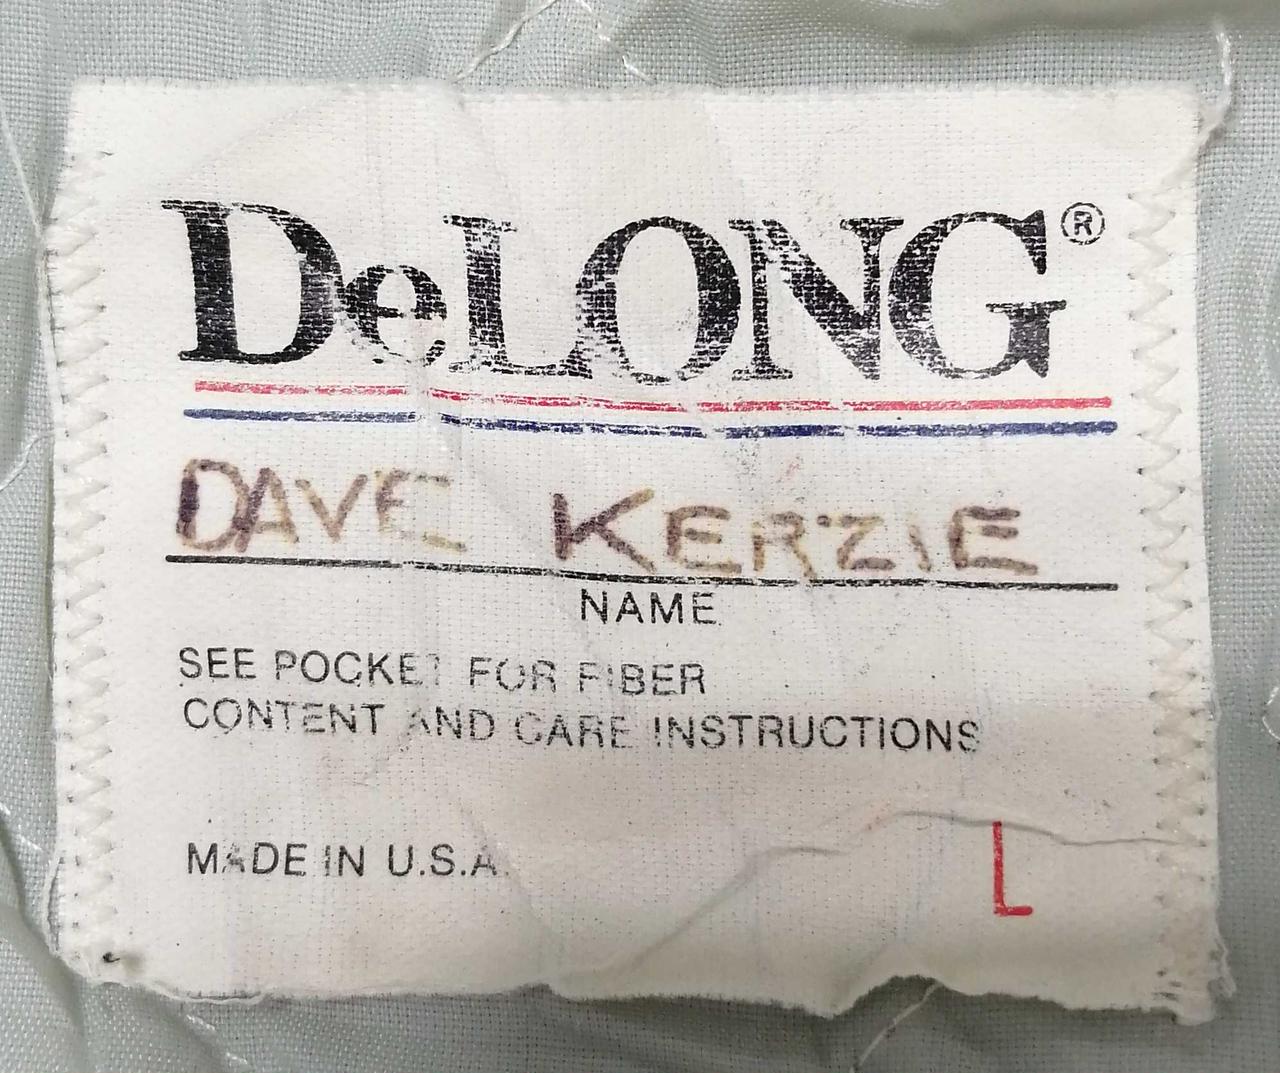 DeLONG®
DAVE KERZIE
NAME
SEE POCKET FOR FIBER
CONTENT AND CARE INSTRUCTIONS
MADE IN U.S.A.
L